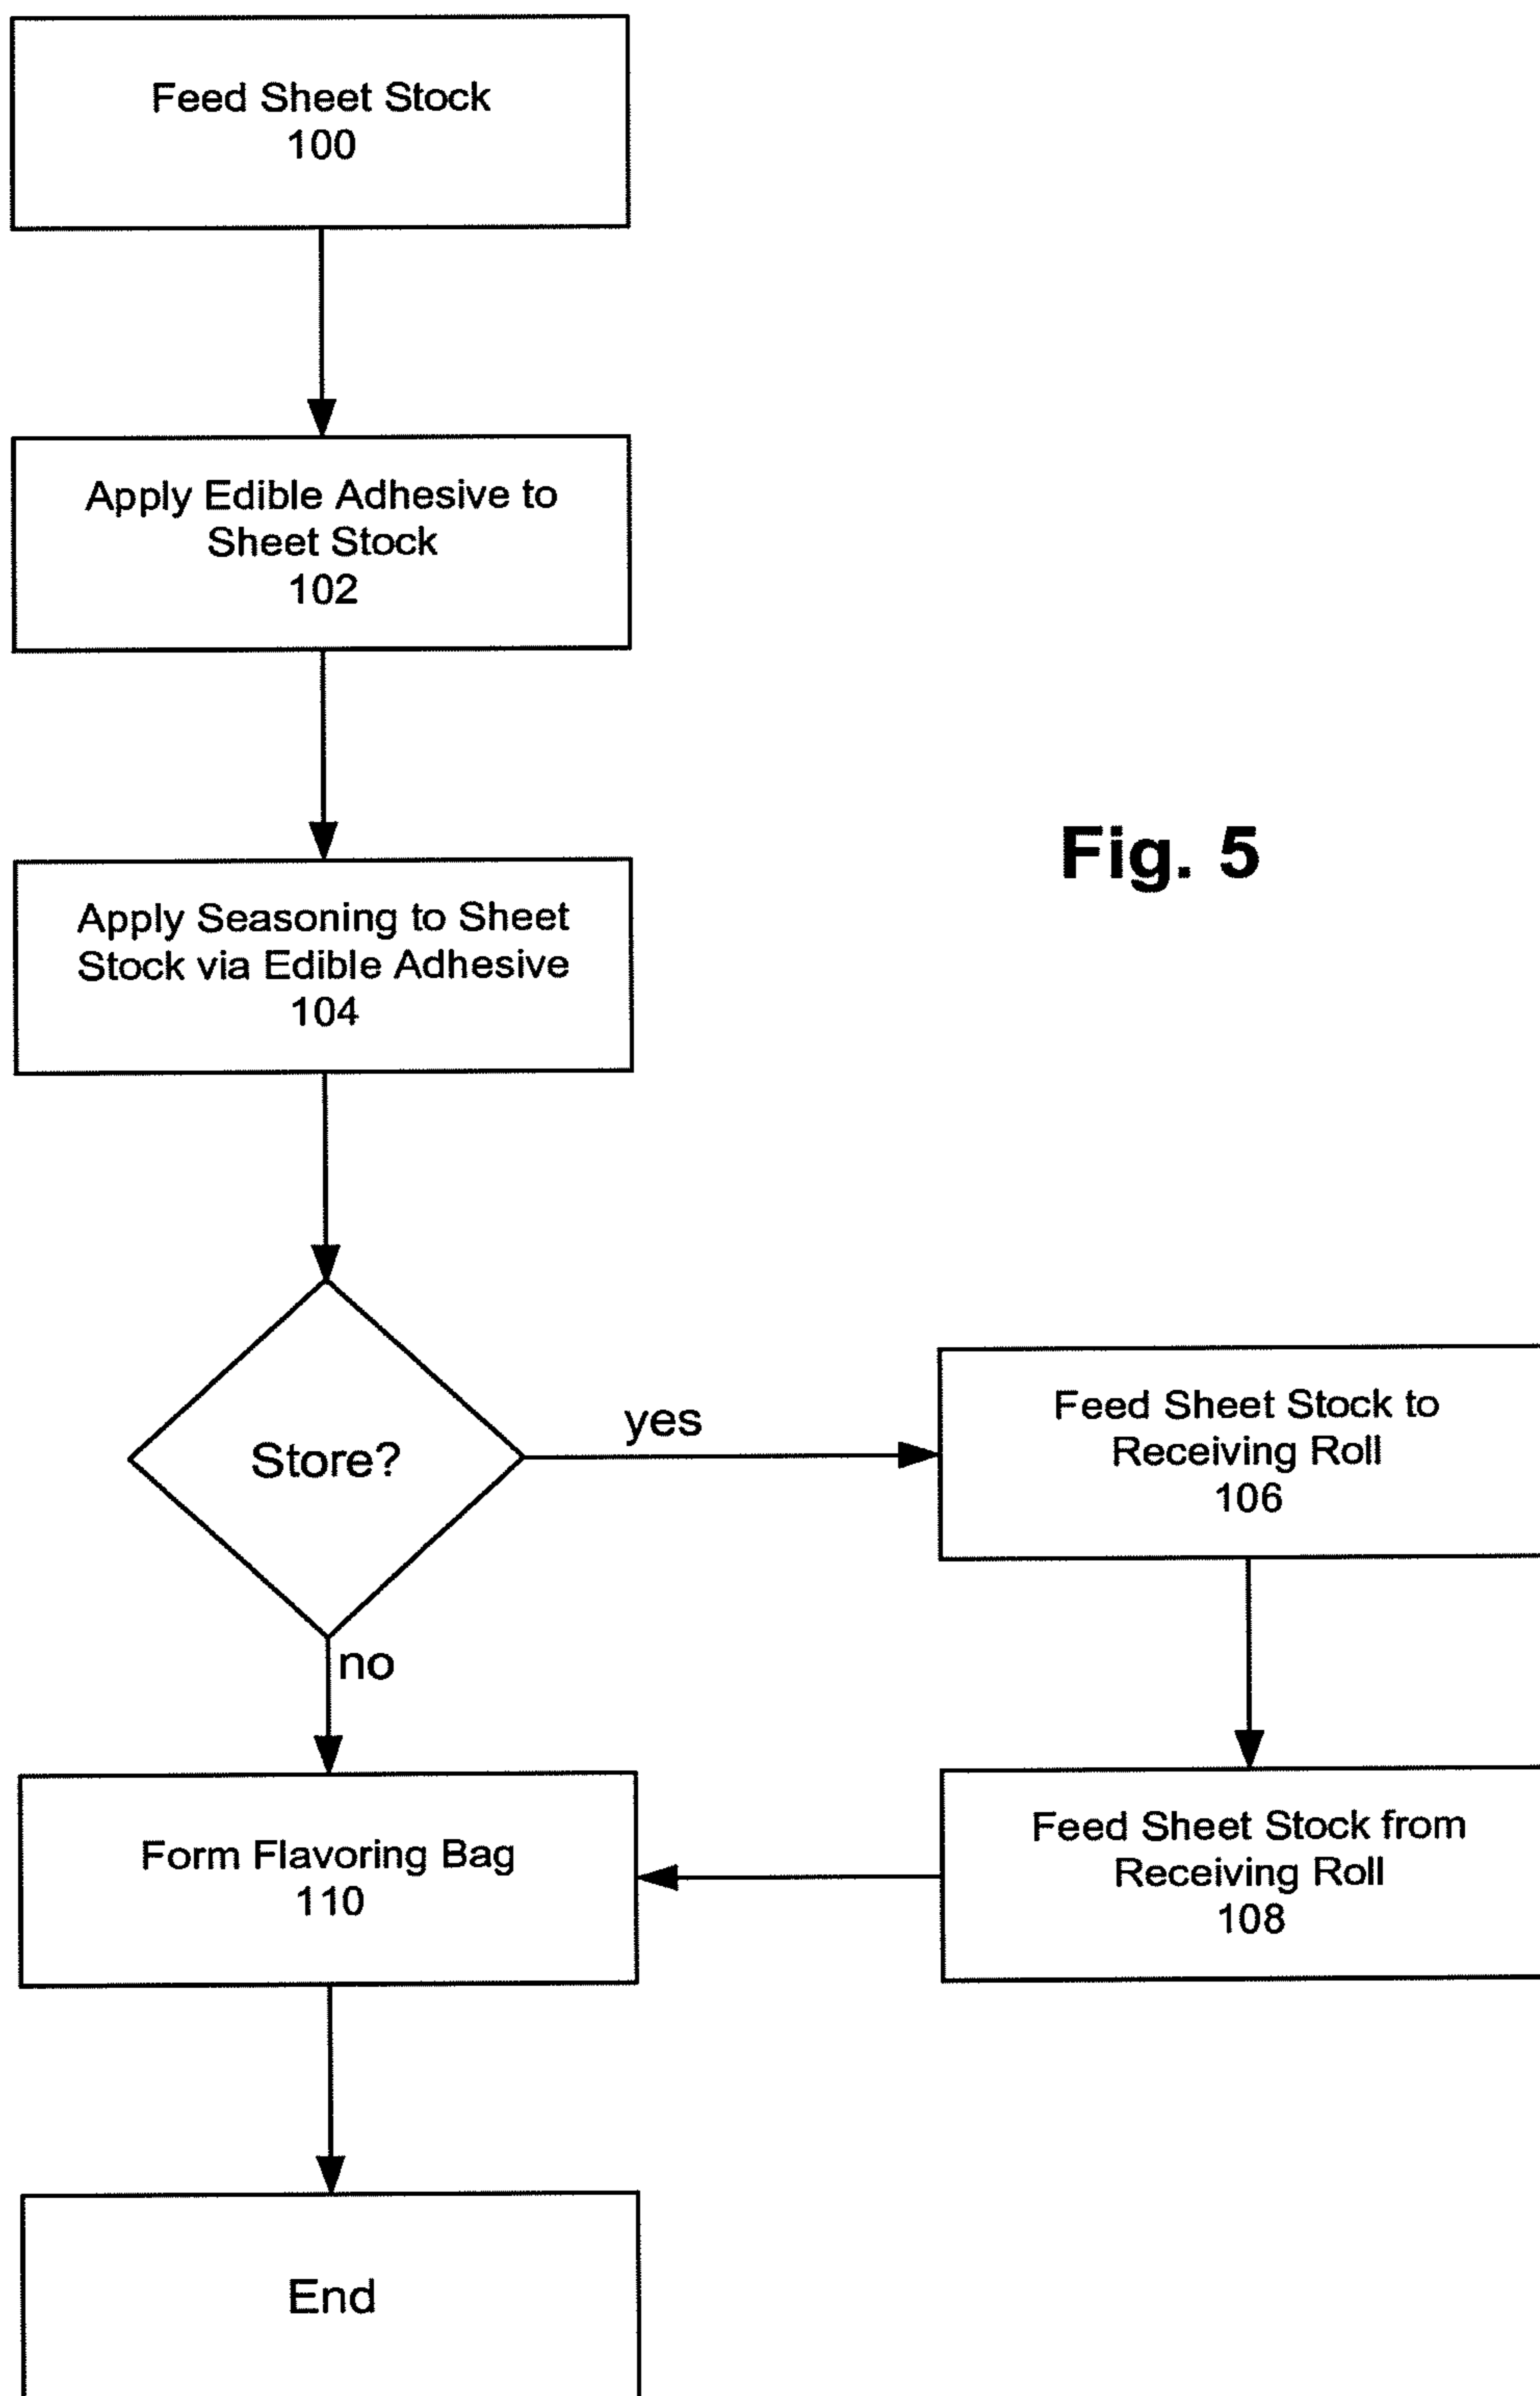 Feed Sheet Stock
100
Apply Edible Adhesive to
Sheet Stock
102
Fig. 5
Apply Seasoning to Sheet
Stock via Edible Adhesive
104
Store?
yes
Feed Sheet Stock to
Receiving Roll
106
no
Form Flavoring Bag
110
Feed Sheet Stock from
Receiving Roll
108
End